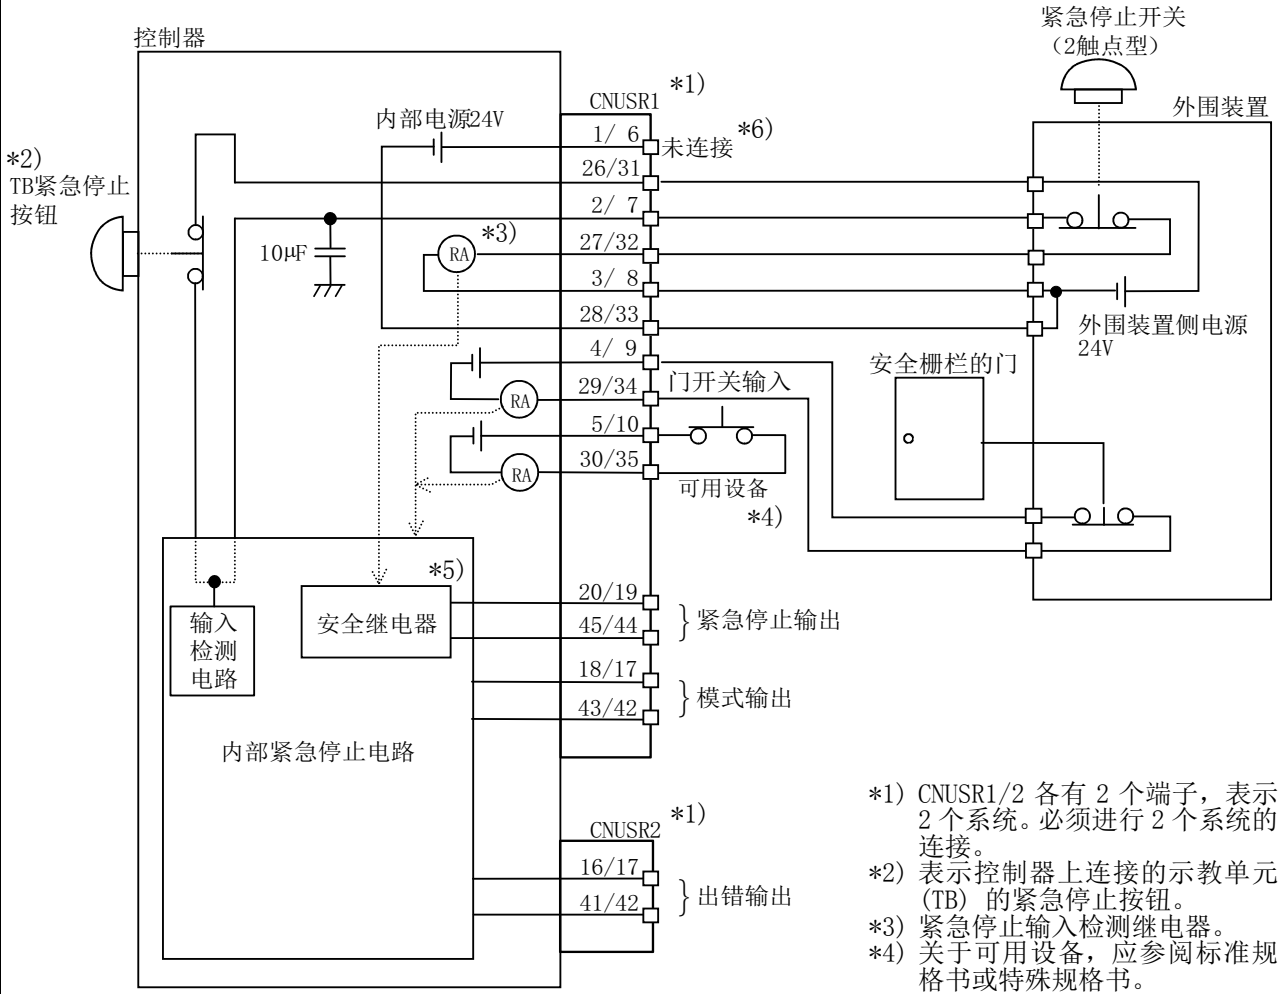 紧急停止开关
（2触点型）
控制器
外围装置
*1)
CNUSR1
内部电源24V
1/ 6
未连接
*6)
*2)
TB紧急停止
按钮
26/31
2/ 7
*3)
RA
10μF
27/32
3/ 8
28/33
外围装置侧电源
24V
4/ 9
安全栅栏的门
29/34
门开关输入
RA
5/10
30/35
RA
可用设备
*4)
*5)
安全继电器
20/19
45/44
紧急停止输出
输入
检测
电路
18/17
43/42
模式输出
内部紧急停止电路
*1)
CNUSR2
16/17
41/42
出错输出
*1) CNUSR1/2 各有 2 个端子，表示
2 个系统。必须进行 2 个系统的
连接。
*2) 表示控制器上连接的示教单元
(TB) 的紧急停止按钮。
*3) 紧急停止输入检测继电器。
*4) 关于可用设备，应参阅标准规
格书或特殊规格书。